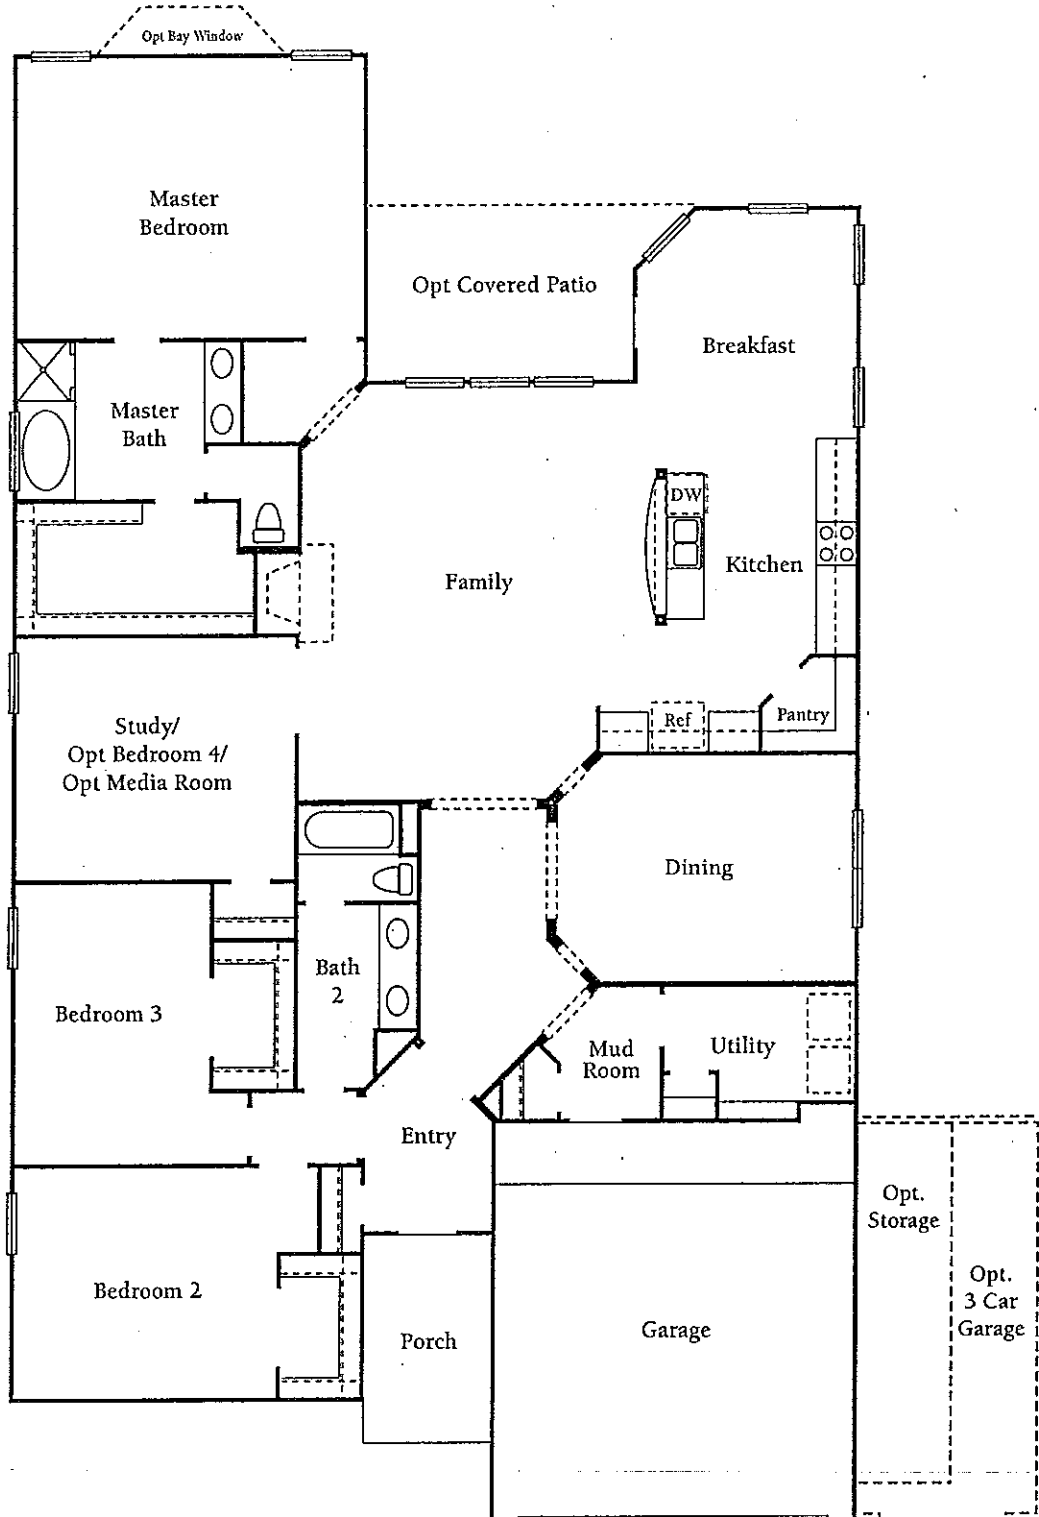 Opt Bay Window
Master
Bedroom
Opt Covered Patio
Breakfast
Master
Bath
DW
Kitchen
Family
Study/
Opt Bedroom 4/
Opt Media Room
Ref
Pantry
Dining
Bath
2
Bedroom 3
Mud
Room
Utility
Entry
Opt.
Storage
Bedroom 2
Porch
Garage
Opt.
3 Car
Garage